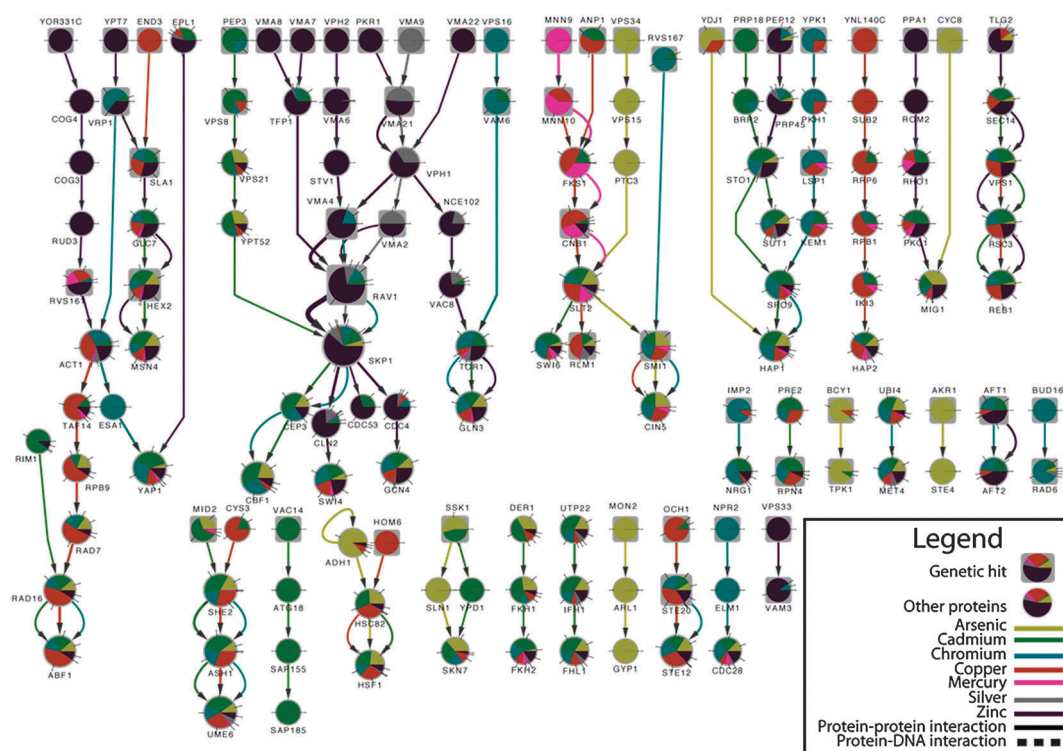 YOR331C YPT7 END3 EPL1 PEP3 VMA8 VMA7 VPH2 PKR1 VMA9 VMA22 VPS16 MNN9 ANP1 VPS34 RVS167 YDJ1 PRP18 PEP12 YPK1 YNL140C PPA1 CYC8 TLG2
COG4 VRP1 VPS8 TFP1 VMA6 VMA21 VAM6 MNN10 VPS15 BRR2 PRP45 PKH1 SUB2 ROM2 SEC14
COG3 SLA1 VPS21 STV1 VPH1 FKS1 PTC3 STO1 LSP1 RRP6 RHO1 VPS1
RUD3 GLC7 YPT52 VMA4 VMA2 NCE102 CNB1 SUT1 KEM1 RPB1 PKC1 RSC3
RVS16 HEX2 RAV1 VAC8 SLT2 SRO9 IKI3 MIG1 REB1
ACT1 MSN4 SKP1 TOR1 SWI6 RLM1 SMI1 HAP1 HAP2
TAF14 ESA1 CEP3 CLN2 CDC53 CDC4 GLN3 CIN5 IMP2 PRE2 BCY1 UBI4 AKR1 AFT1 BUD16
RIM1 RPB9 YAP1 CBF1 SWI4 GCN4 NRG1 RPN4 TPK1 MET4 STE4 AFT2 RAD6
RAD7 MID2 CYS3 VAC14 ADH1 HOM6 SSK1 DER1 UTP22 MON2 OCH1 NPR2 VPS33
RAD16 SHE2 ATG18 HSC82 SLN1 YPD1 FKH1 IFH1 ARL1 STE20 ELM1 VAM3
ABF1 ASH1 SAP155 HSF1 SKN7 FKH2 FHL1 GYP1 STE12 CDC28
UME6 SAP185
Legend
Genetic hit
Other proteins
Arsenic
Cadmium
Chromium
Copper
Mercury
Silver
Zinc
Protein-protein interaction
Protein-DNA interaction